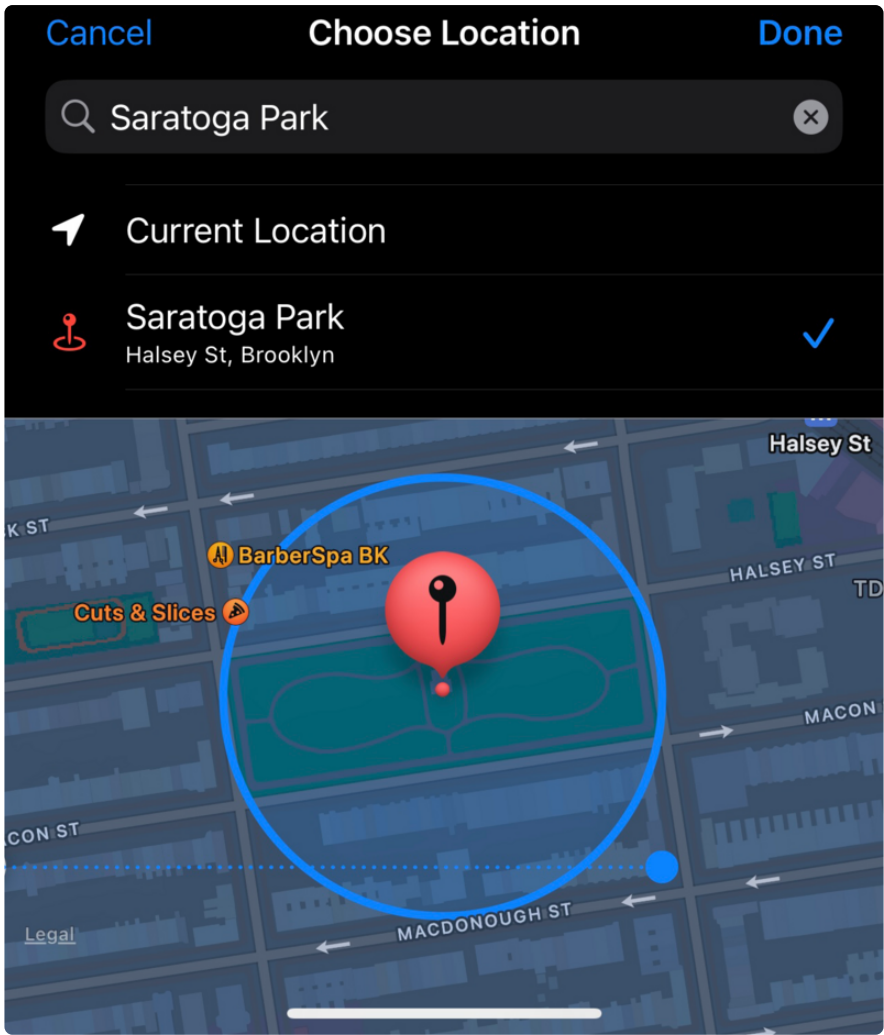 Cancel
Choose Location
Done
Saratoga Park
Current Location
Saratoga Park
Halsey St, Brooklyn
Halsey St
K ST
BarberSpa BK
HALSEY ST
TD
Cuts & Slices
MACON
CON ST
MACDONOUGH ST
Legal